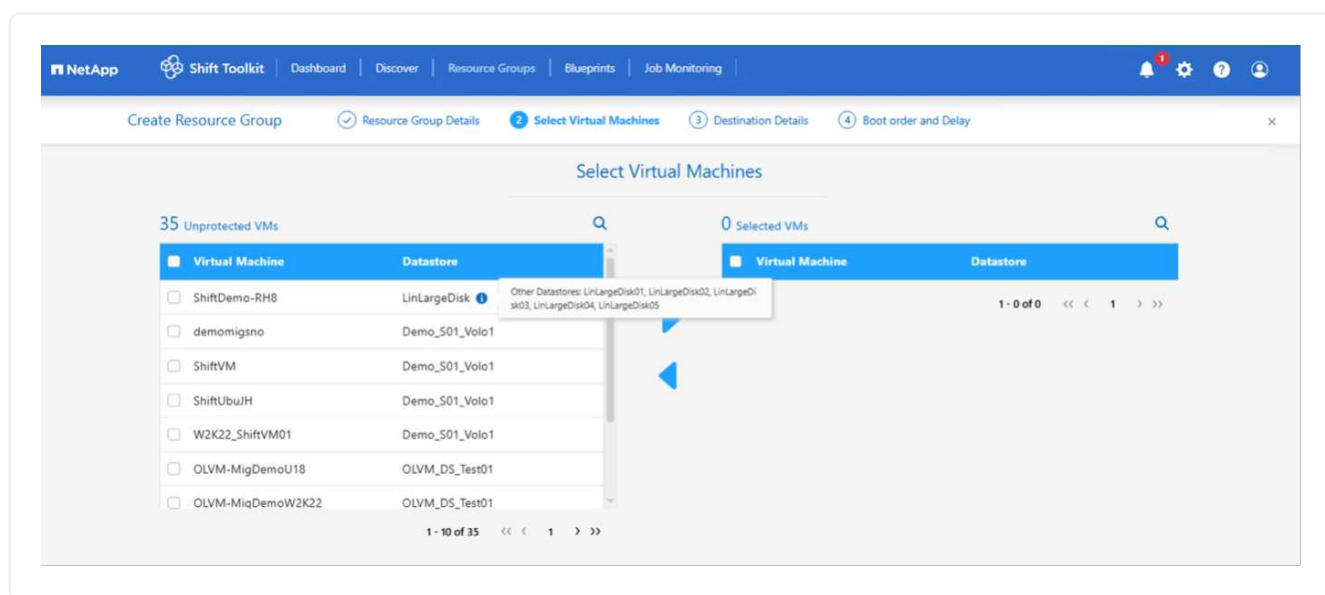 NetApp Shift Toolkit Dashboard Discover Resource Groups Blueprints Job Monitoring 1 ?
Create Resource Group Resource Group Details 2 Select Virtual Machines 3 Destination Details 4 Boot order and Delay ×
Select Virtual Machines
35 Unprotected VMs
Virtual Machine Datastore
ShiftDemo-RH8 LinLargeDisk i
demomigsno Demo_S01_Volo1
ShiftVM Demo_S01_Volo1
ShiftUbuJH Demo_S01_Volo1
W2K22_ShiftVM01 Demo_S01_Volo1
OLVM-MigDemoU18 OLVM_DS_Test01
OLVM-MigDemoW2K22 OLVM_DS_Test01
1 - 10 of 35 << < 1 > >>
Other Datastores: LinLargeDisk01, LinLargeDisk02, LinLargeDi
sk03, LinLargeDisk04, LinLargeDisk05
0 Selected VMs
Virtual Machine Datastore
1 - 0 of 0 << < 1 > >>